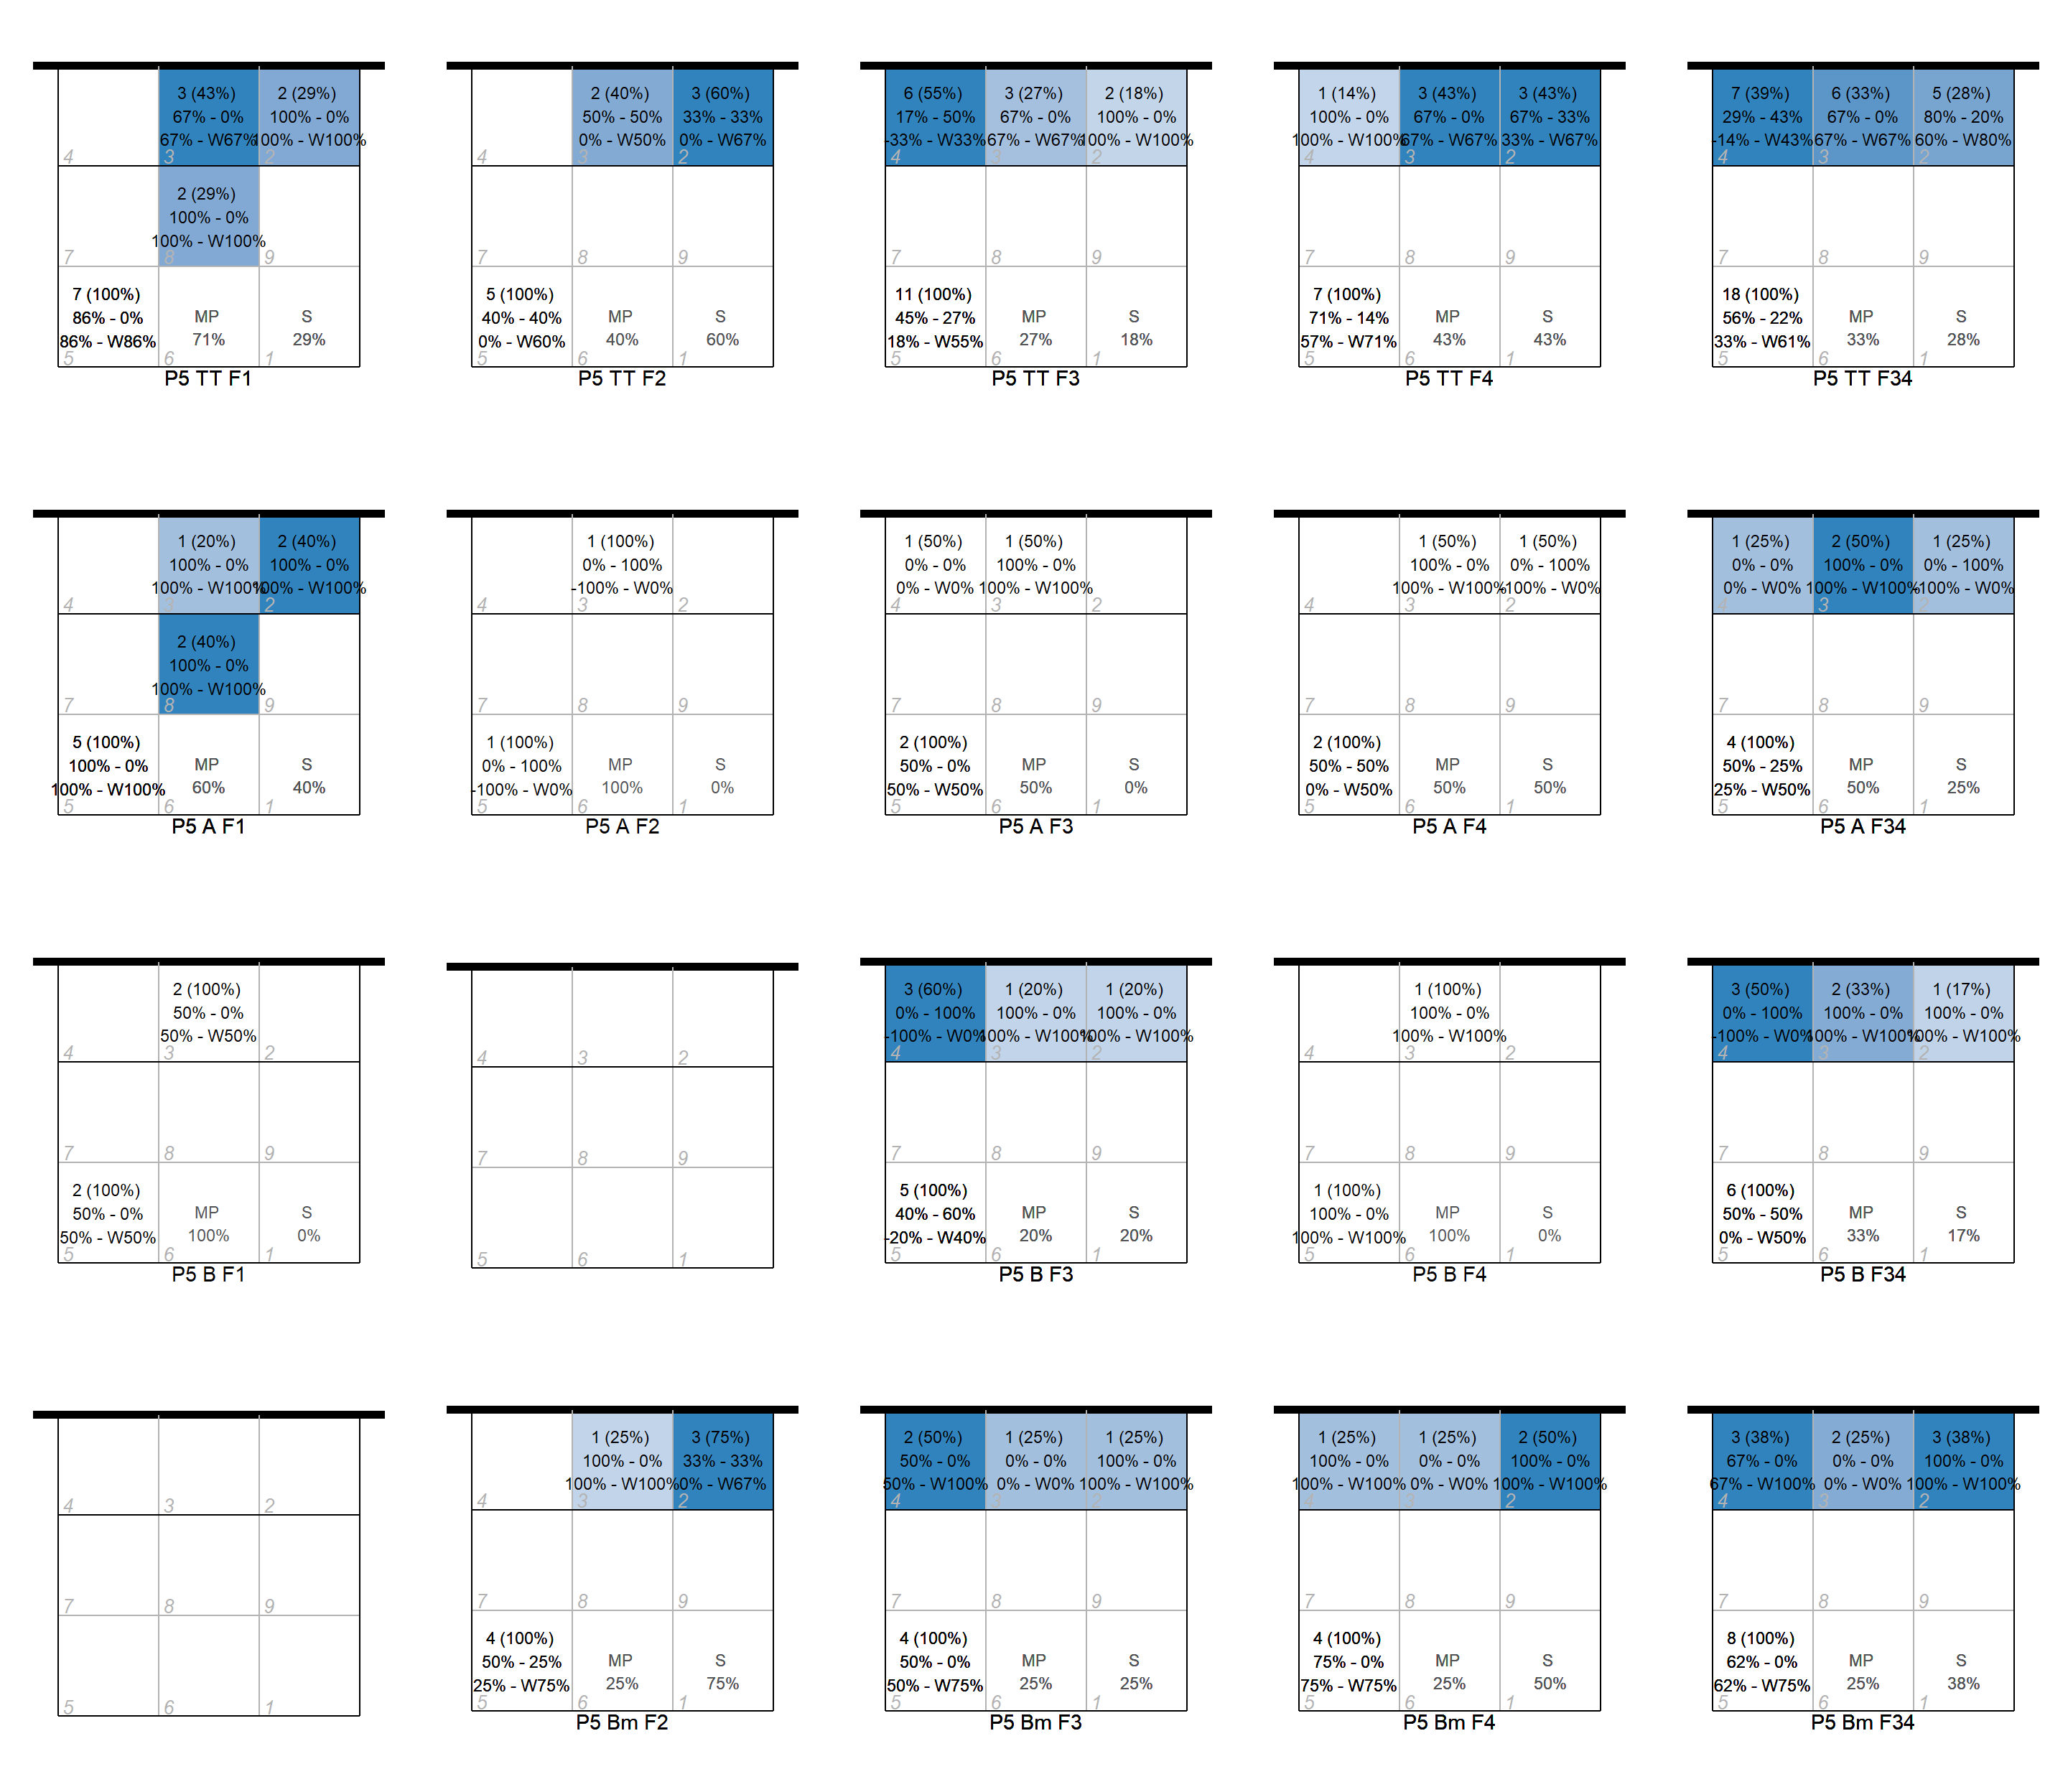 3 (43%) 2 (29%)
67% - 0% 100% - 0%
67% - W67% 100% - W100%
4 3 2
2 (29%)
100% - 0%
100% - W100%
7 8 9
7 (100%)
86% - 0% MP S
86% - W86% 71% 29%
5 6 1
P5 TT F1
2 (40%) 3 (60%)
50% - 50% 33% - 33%
0% - W50% 0% - W67%
4 3 2
7 8 9
5 (100%)
40% - 40% MP S
0% - W60% 40% 60%
5 6 1
P5 TT F2
6 (55%) 3 (27%) 2 (18%)
17% - 50% 67% - 0% 100% - 0%
-33% - W33% 67% - W67% 100% - W100%
4 3 2
7 8 9
11 (100%)
45% - 27% MP S
18% - W55% 27% 18%
5 6 1
P5 TT F3
1 (14%) 3 (43%) 3 (43%)
100% - 0% 67% - 0% 67% - 33%
100% - W100% 67% - W67% 33% - W67%
4 3 2
7 8 9
7 (100%)
71% - 14% MP S
57% - W71% 43% 43%
5 6 1
P5 TT F4
7 (39%) 6 (33%) 5 (28%)
29% - 43% 67% - 0% 80% - 20%
-14% - W43% 67% - W67% 60% - W80%
4 3 2
7 8 9
18 (100%)
56% - 22% MP S
33% - W61% 33% 28%
5 6 1
P5 TT F34
1 (20%) 2 (40%)
100% - 0% 100% - 0%
100% - W100% 100% - W100%
4 3 2
2 (40%)
100% - 0%
100% - W100%
7 8 9
5 (100%)
100% - 0% MP S
100% - W100% 60% 40%
5 6 1
P5 A F1
1 (100%)
0% - 100%
-100% - W0%
4 3 2
7 8 9
1 (100%)
0% - 100% MP S
-100% - W0% 100% 0%
5 6 1
P5 A F2
1 (50%) 1 (50%)
0% - 0% 100% - 0%
0% - W0% 100% - W100%
4 3 2
7 8 9
2 (100%)
50% - 0% MP S
50% - W50% 50% 0%
5 6 1
P5 A F3
1 (50%) 1 (50%)
100% - 0% 0% - 100%
100% - W100% -100% - W0%
4 3 2
7 8 9
2 (100%)
50% - 50% MP S
0% - W50% 50% 50%
5 6 1
P5 A F4
1 (25%) 2 (50%) 1 (25%)
0% - 0% 100% - 0% 0% - 100%
0% - W0% 100% - W100% -100% - W0%
4 3 2
7 8 9
4 (100%)
50% - 25% MP S
25% - W50% 50% 25%
5 6 1
P5 A F34
2 (100%)
50% - 0%
50% - W50%
4 3 2
7 8 9
2 (100%)
50% - 0% MP S
50% - W50% 100% 0%
5 6 1
P5 B F1
4 3 2
7 8 9
5 6 1
3 (60%) 1 (20%) 1 (20%)
0% - 100% 100% - 0% 100% - 0%
-100% - W0% 100% - W100% 100% - W100%
4 3 2
7 8 9
5 (100%)
40% - 60% MP S
-20% - W40% 20% 20%
5 6 1
P5 B F3
1 (100%)
100% - 0%
100% - W100%
4 3 2
7 8 9
1 (100%)
100% - 0% MP S
100% - W100% 100% 0%
5 6 1
P5 B F4
3 (50%) 2 (33%) 1 (17%)
0% - 100% 100% - 0% 100% - 0%
-100% - W0% 100% - W100% 100% - W100%
4 3 2
7 8 9
6 (100%)
50% - 50% MP S
0% - W50% 33% 17%
5 6 1
P5 B F34
4 3 2
7 8 9
5 6 1
1 (25%) 3 (75%)
100% - 0% 33% - 33%
100% - W100% 0% - W67%
4 3 2
7 8 9
4 (100%)
50% - 25% MP S
25% - W75% 25% 75%
5 6 1
P5 Bm F2
2 (50%) 1 (25%) 1 (25%)
50% - 0% 0% - 0% 100% - 0%
50% - W100% 0% - W0% 100% - W100%
4 3 2
7 8 9
4 (100%)
50% - 0% MP S
50% - W75% 25% 25%
5 6 1
P5 Bm F3
1 (25%) 1 (25%) 2 (50%)
100% - 0% 0% - 0% 100% - 0%
100% - W100% 0% - W0% 100% - W100%
4 3 2
7 8 9
4 (100%)
75% - 0% MP S
75% - W75% 25% 50%
5 6 1
P5 Bm F4
3 (38%) 2 (25%) 3 (38%)
67% - 0% 0% - 0% 100% - 0%
67% - W100% 0% - W0% 100% - W100%
4 3 2
7 8 9
8 (100%)
62% - 0% MP S
62% - W75% 25% 38%
5 6 1
P5 Bm F34